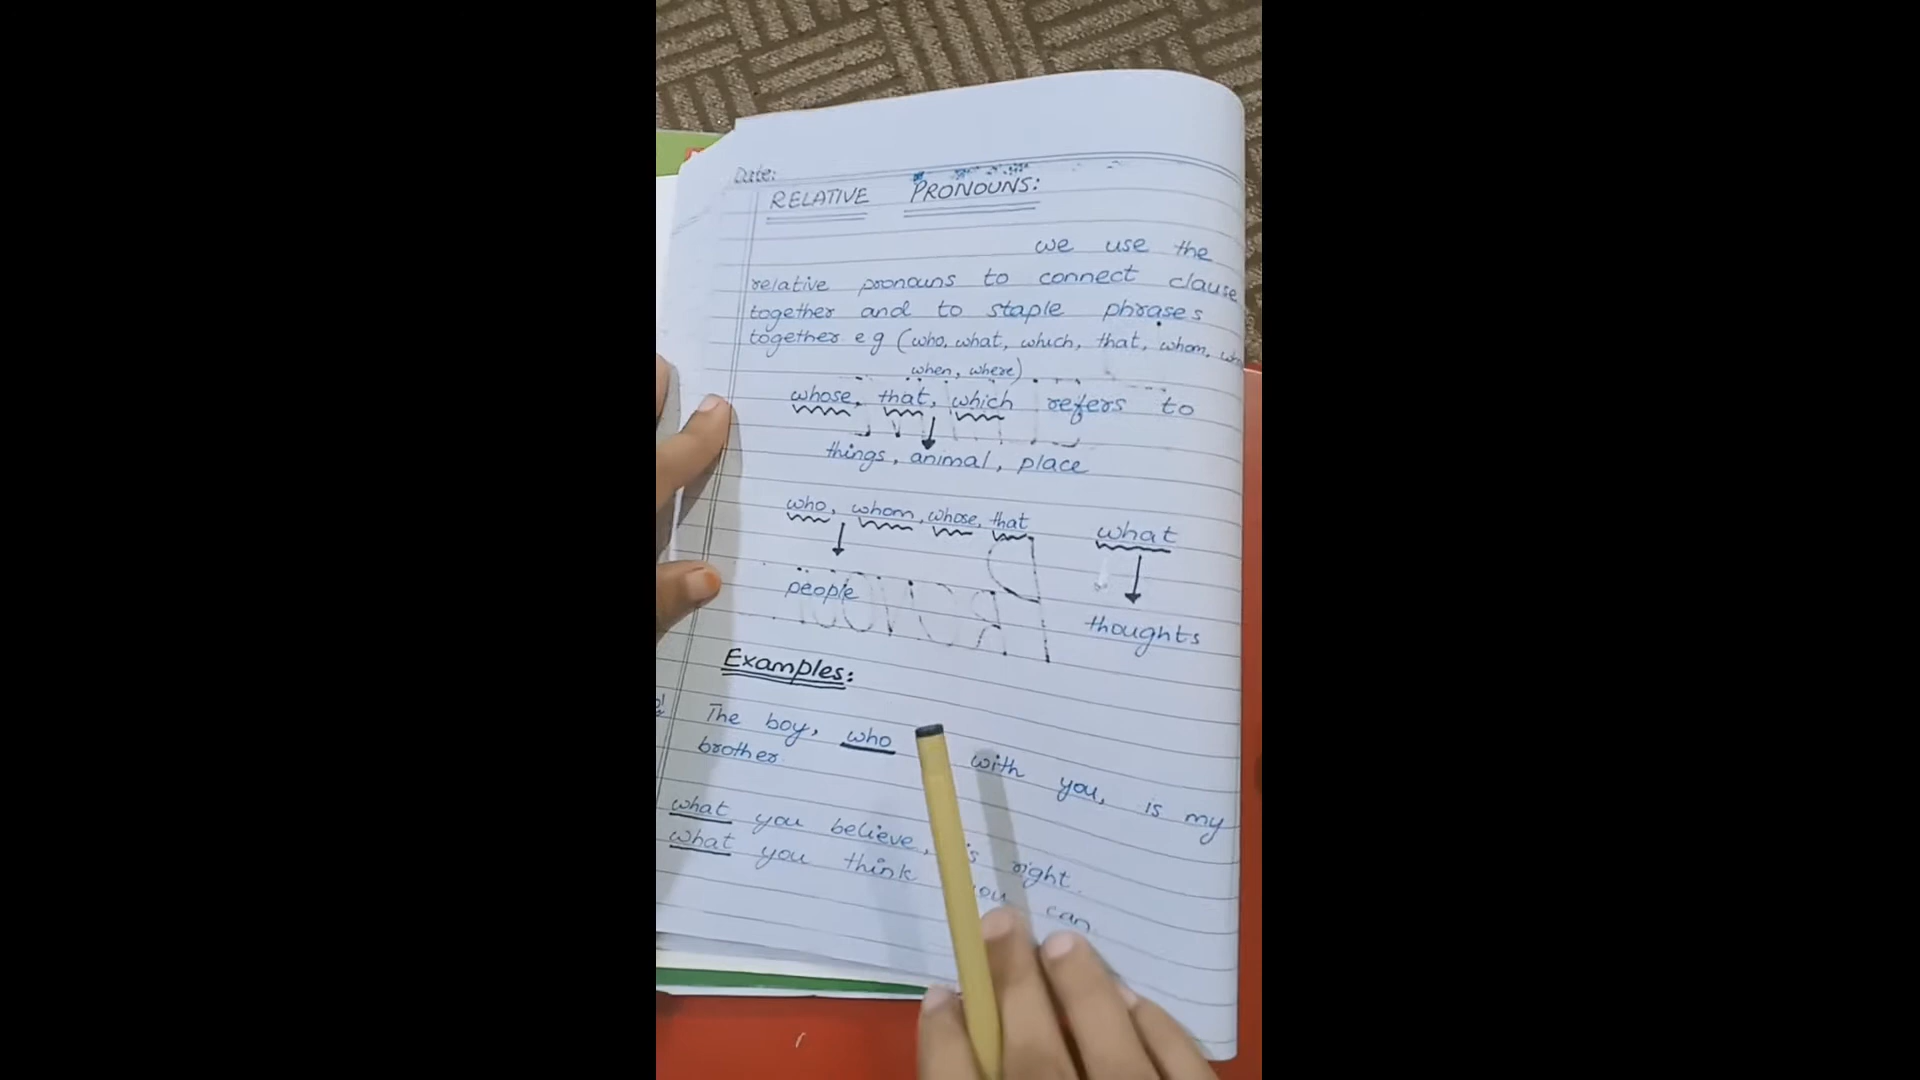 Date:
RELATIVE PRONOUNS:
we use the
relative pronouns to connect clause
together and to staple phrases
together e g (who, what, which, that, whom,
when, where)
whose, that, which refers to
things, animal, place
who, whom, whose, that
what
people
thoughts
Examples:
The boy, who with you, is my
brother
what you believe, is right.
what you think you can